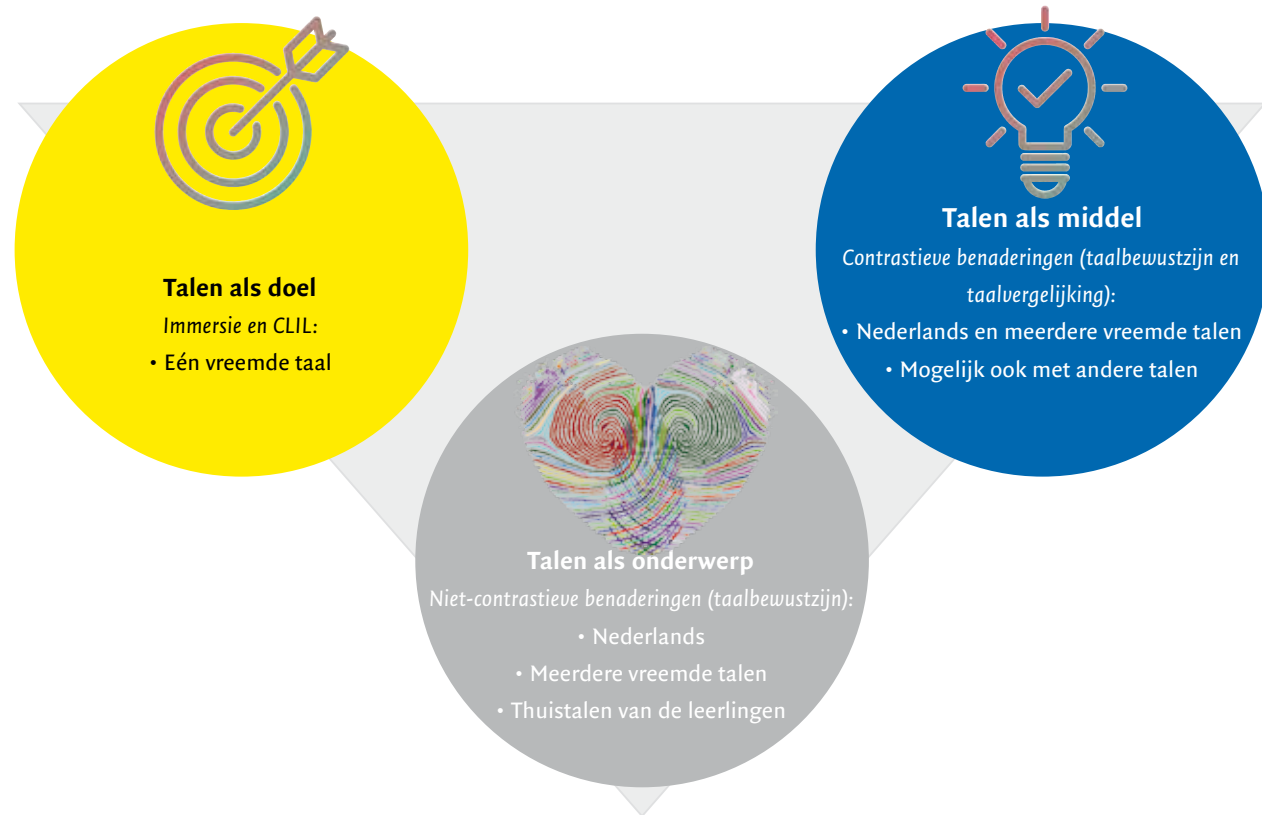 Talen als doel
Immersie en CLIL:
• Eén vreemde taal
Talen als middel
Contrastieve benaderingen (taalbewustzijn en
taalvergelijking):
• Nederlands en meerdere vreemde talen
• Mogelijk ook met andere talen
Talen als onderwerp
Niet-contrastieve benaderingen (taalbewustzijn):
• Nederlands
• Meerdere vreemde talen
• Thuistalen van de leerlingen